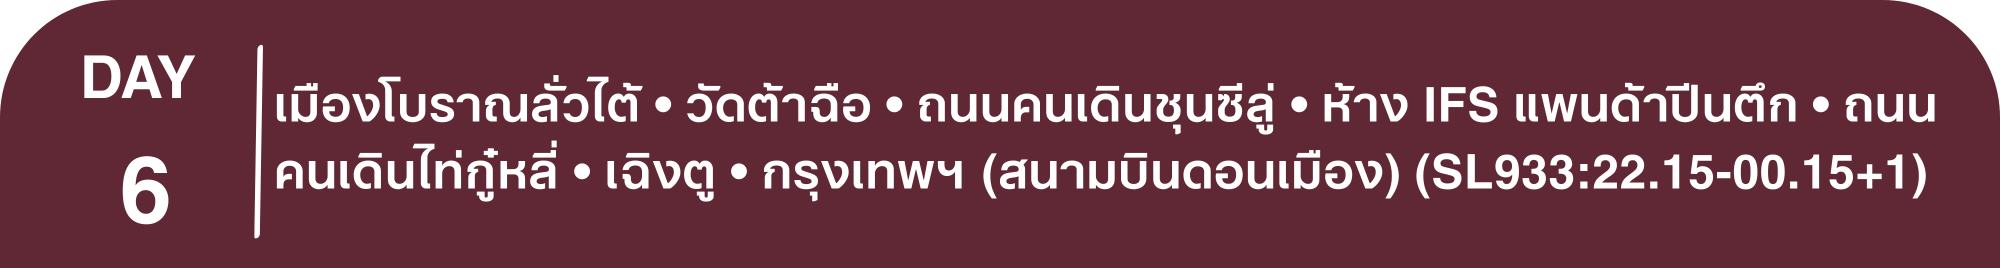 DAY
6
เมืองโบราณลั่วไต้ • วัดต้าฉือ • ถนนคนเดินชุนซีลู่ • ห้าง IFS แพนด้าปีนตึก • ถนน
คนเดินไท่กู๋หลี่ • เฉิงตู • กรุงเทพฯ (สนามบินดอนเมือง) (SL933:22.15-00.15+1)